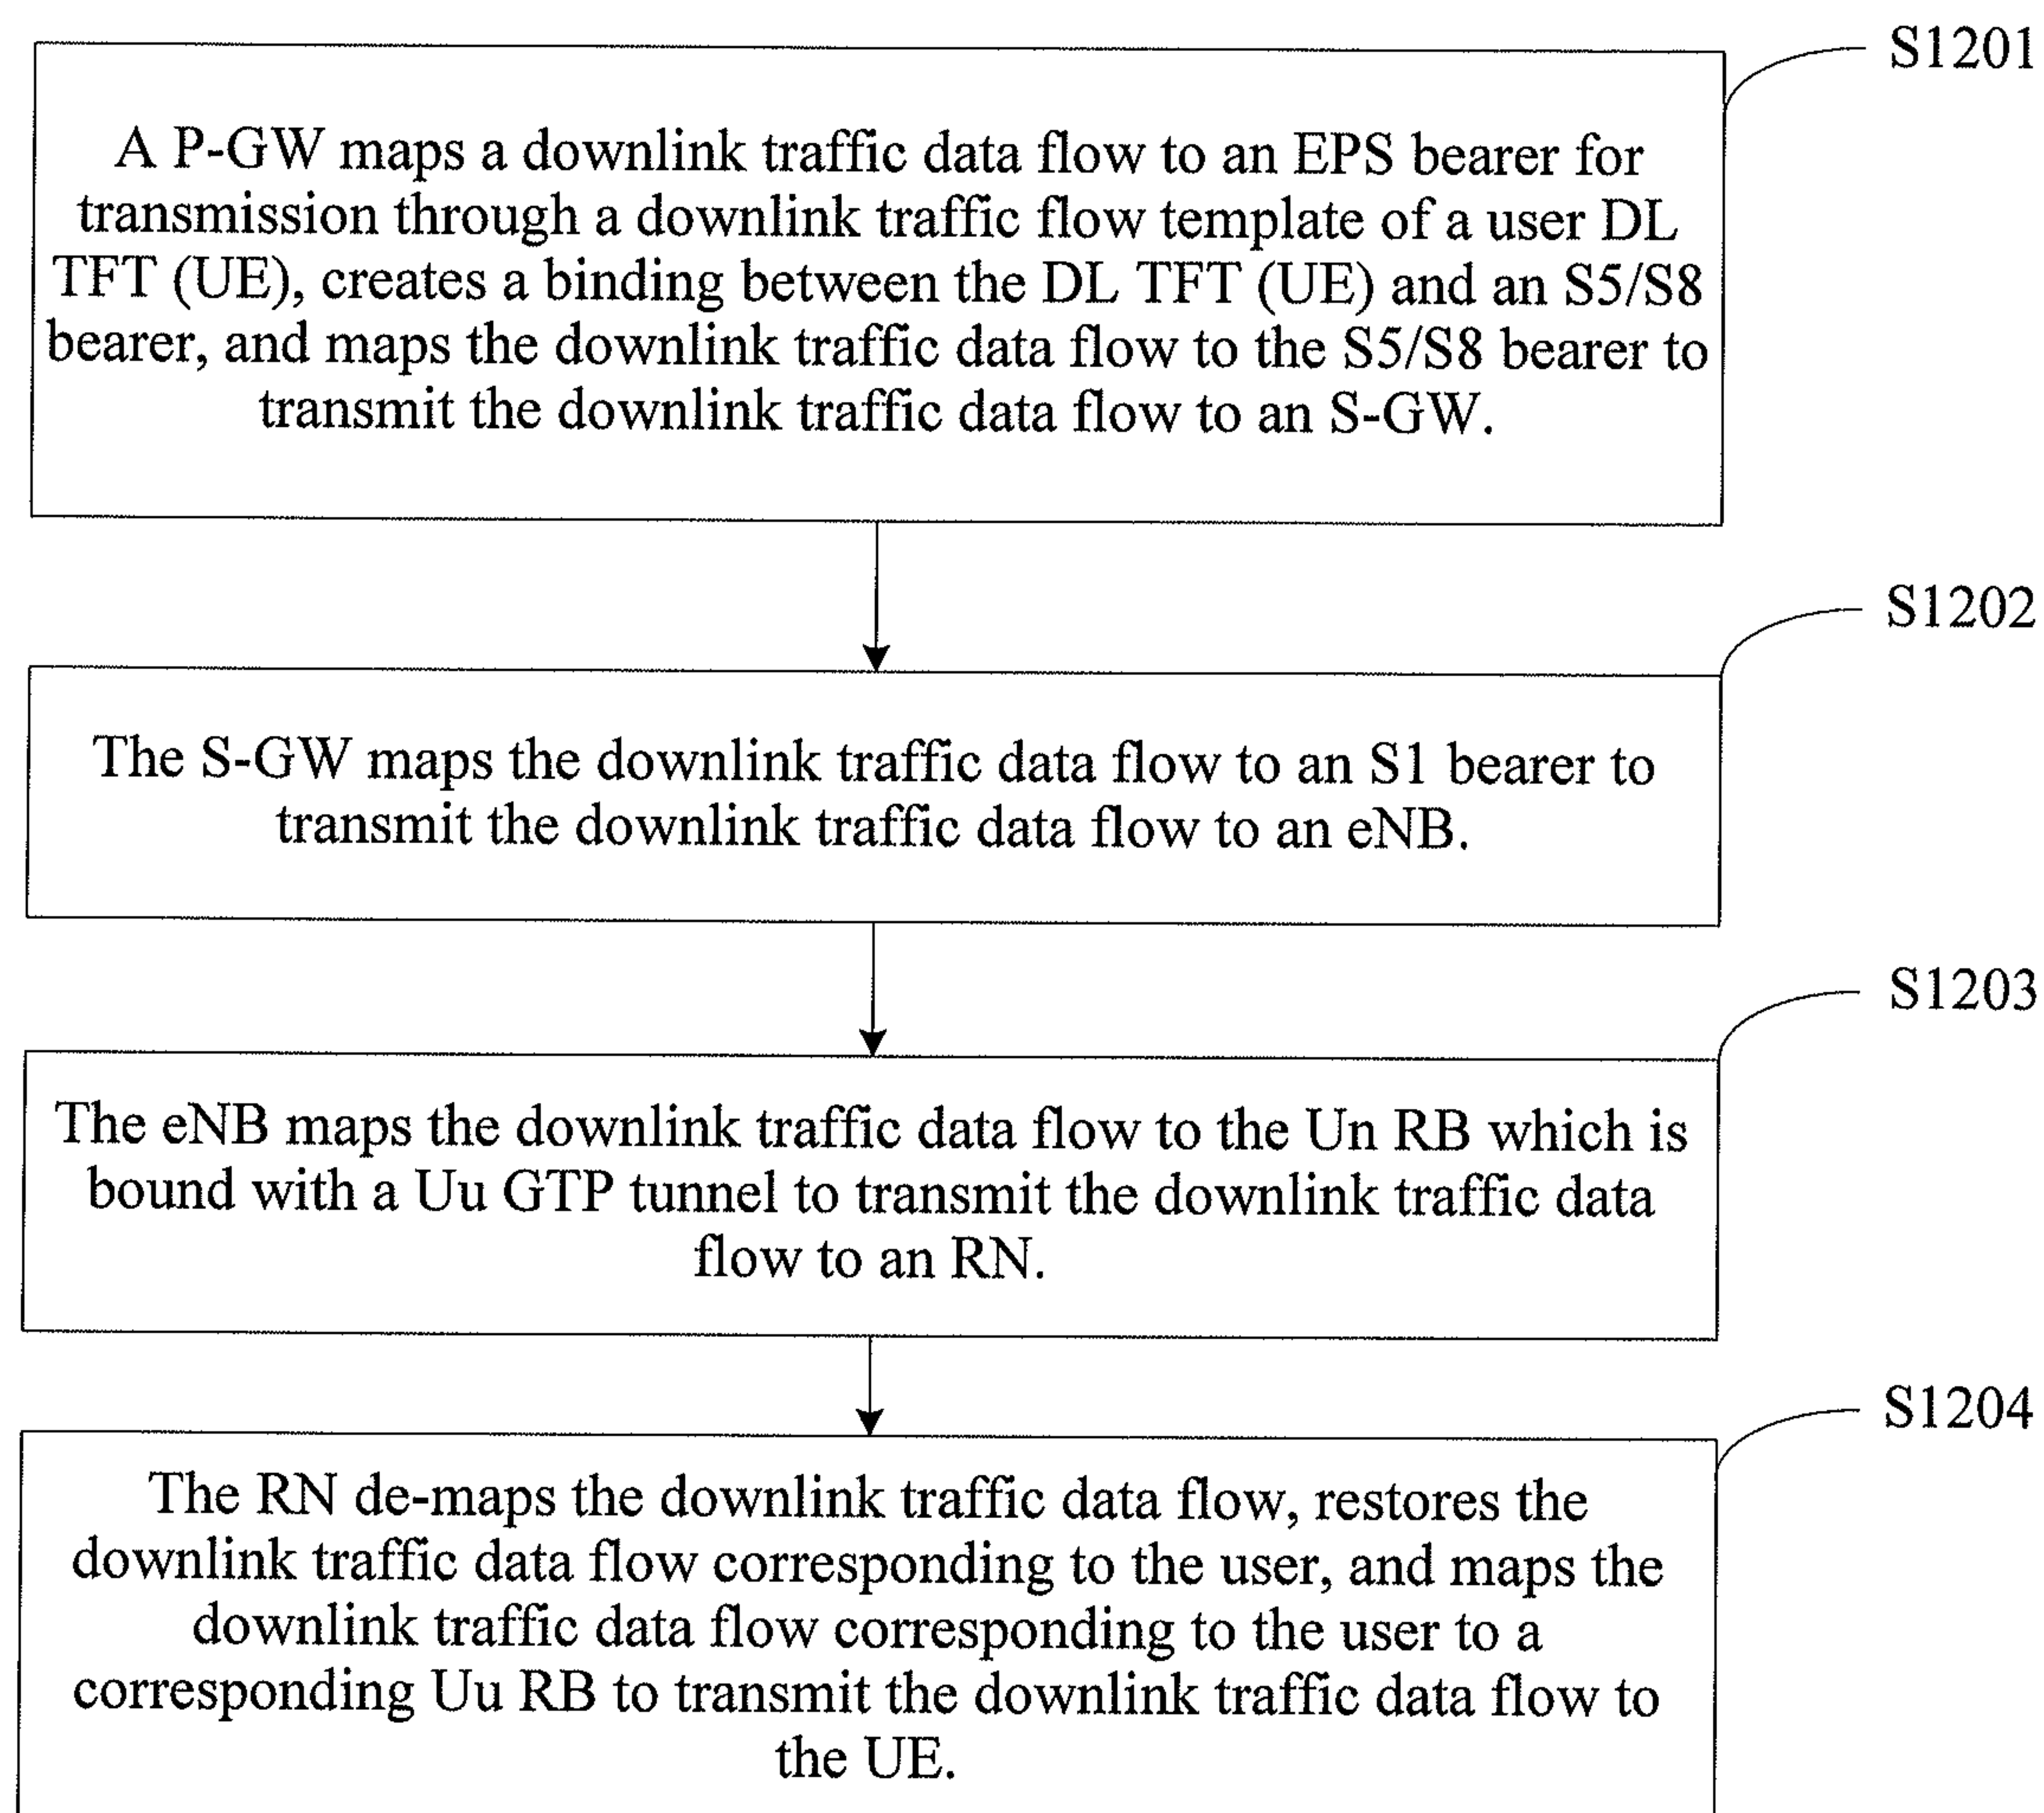 S1201
A P-GW maps a downlink traffic data flow to an EPS bearer for
transmission through a downlink traffic flow template of a user DL
TFT (UE), creates a binding between the DL TFT (UE) and an S5/S8
bearer, and maps the downlink traffic data flow to the S5/S8 bearer to
transmit the downlink traffic data flow to an S-GW.
S1202
The S-GW maps the downlink traffic data flow to an S1 bearer to
transmit the downlink traffic data flow to an eNB.
S1203
The eNB maps the downlink traffic data flow to the Un RB which is
bound with a Uu GTP tunnel to transmit the downlink traffic data
flow to an RN.
S1204
The RN de-maps the downlink traffic data flow, restores the
downlink traffic data flow corresponding to the user, and maps the
downlink traffic data flow corresponding to the user to a
corresponding Uu RB to transmit the downlink traffic data flow to
the UE.